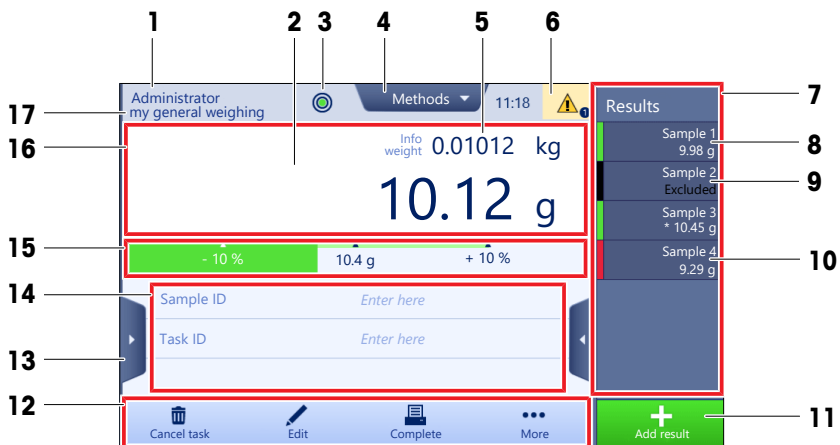 1
2
3
4
5
6
7
8
9
10
11
12
13
14
15
16
17
Administrator
my general weighing
Methods
11:18
1
Info
weight
0.01012 kg
10.12 g
- 10 %
10.4 g
+ 10 %
Sample ID
Enter here
Task ID
Enter here
Cancel task
Edit
Complete
More
Results
Sample 1
9.98 g
Sample 2
Excluded
Sample 3
* 10.45 g
Sample 4
9.29 g
Add result